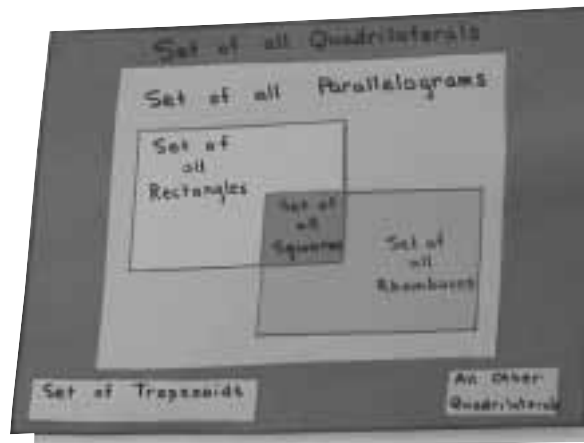 Set of all Quadrilaterals
Set of all Parallelograms
Set of
all
Rectangles
Set of
all
Squares
Set of
all
Rhombuses
Set of Trapezoids
All Other
Quadrilaterals